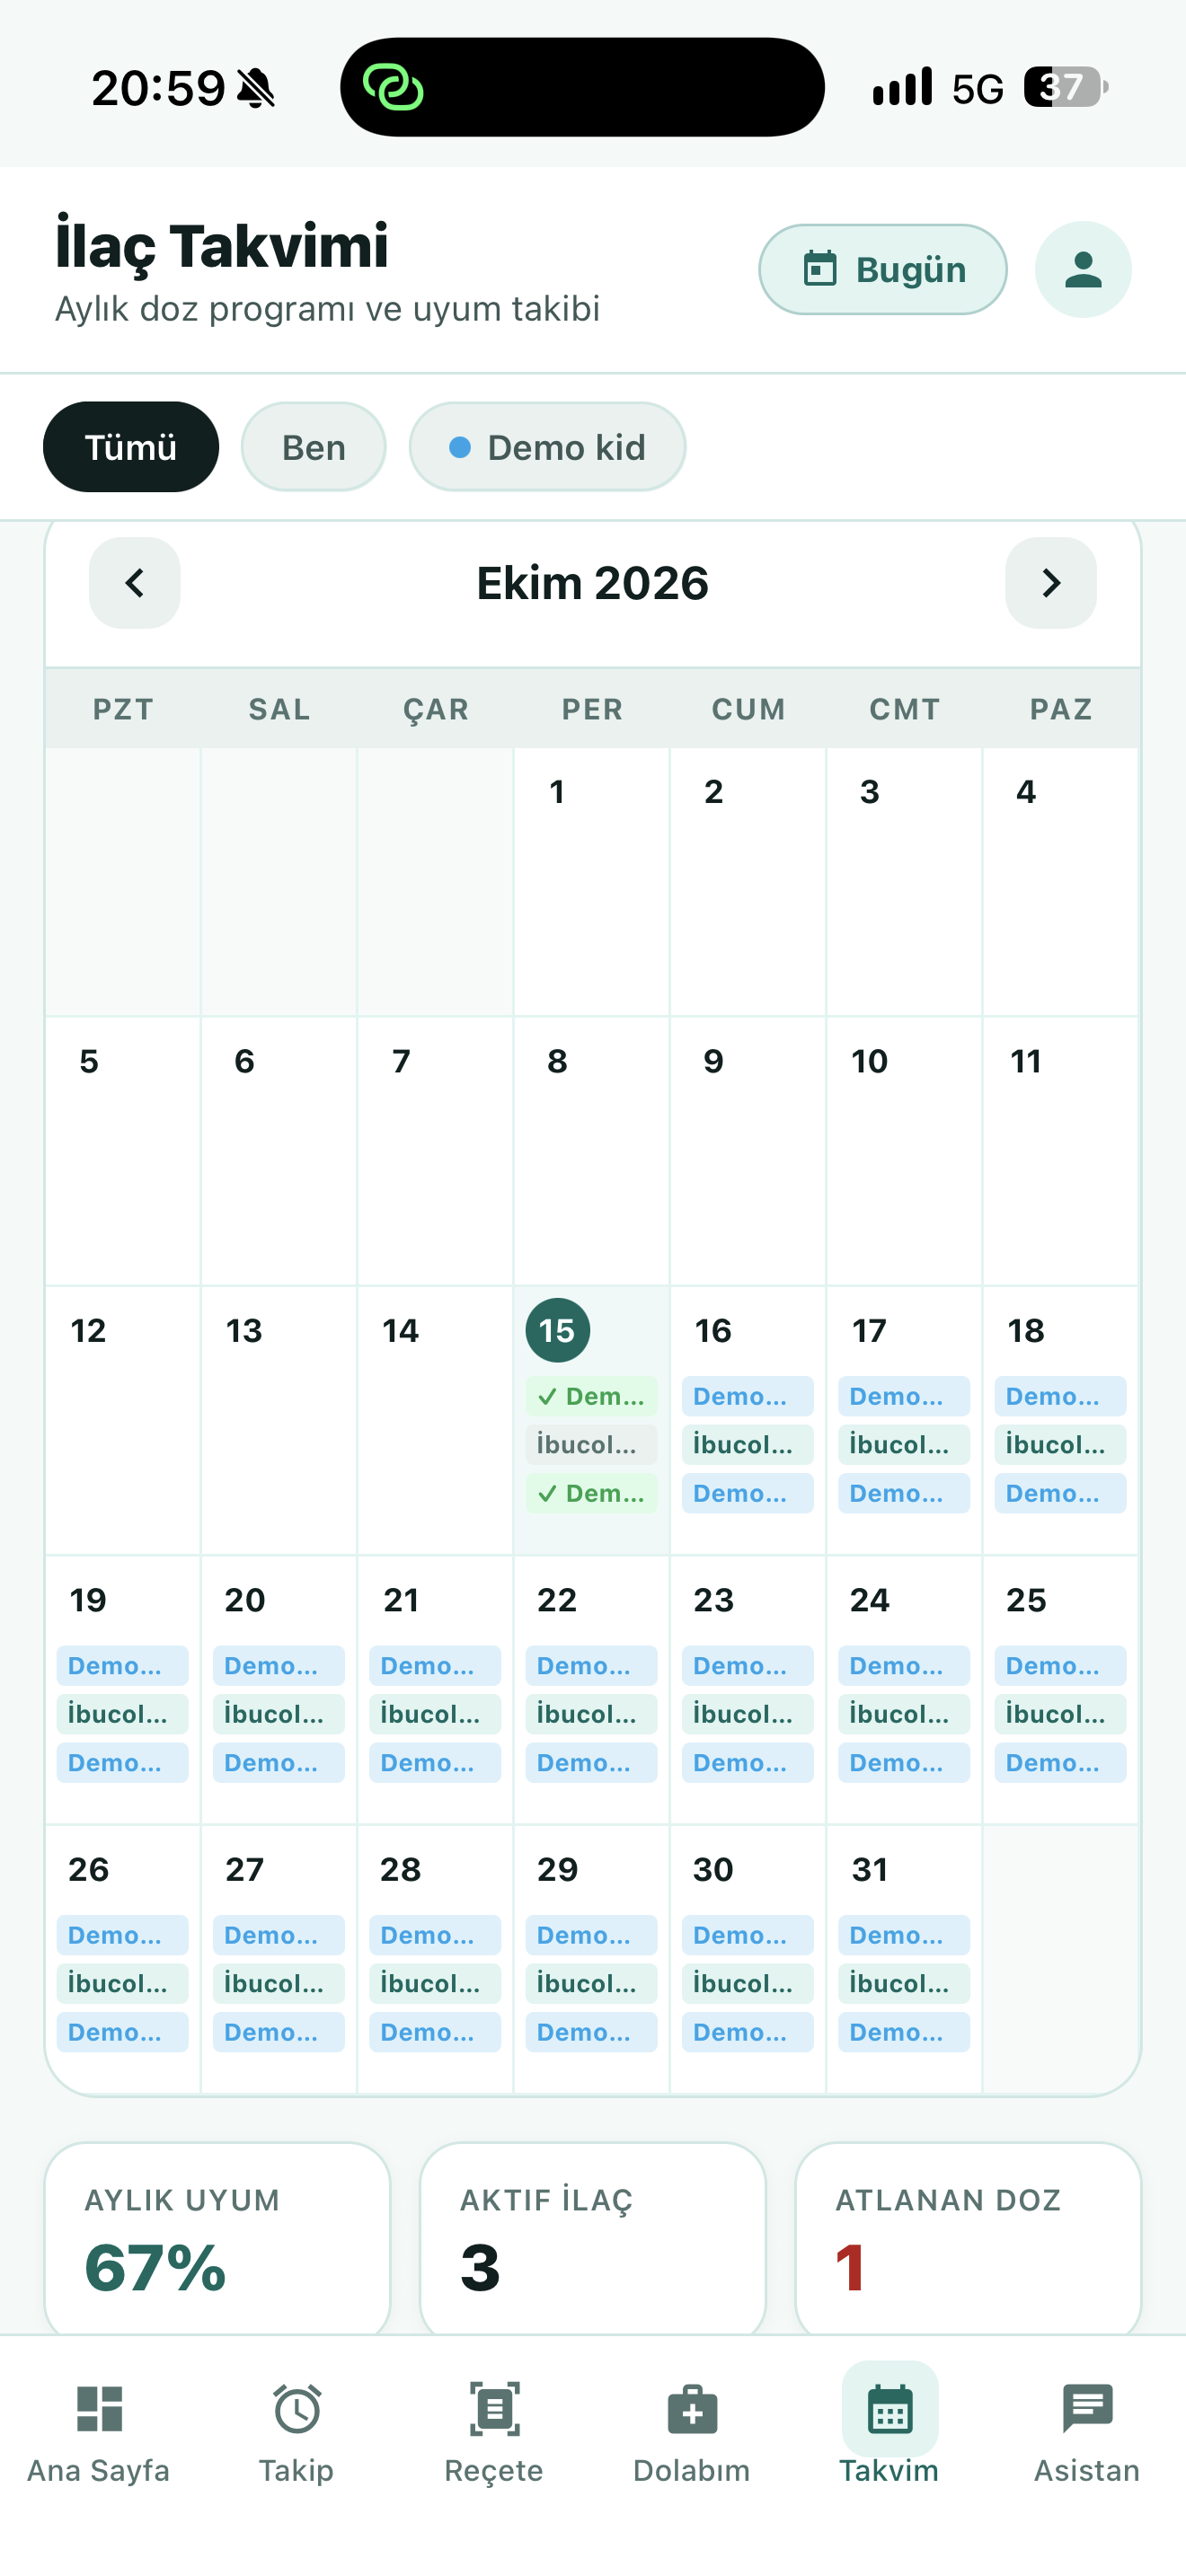 20:59 5G 37
İlaç Takvimi
Aylık doz programı ve uyum takibi
Bugün
Tümü Ben Demo kid
Ekim 2026
PZT SAL ÇAR PER CUM CMT PAZ
1 2 3 4
5 6 7 8 9 10 11
12 13 14 15 16 17 18
✓ Dem... Demo... Demo... Demo...
İbucol... İbucol... İbucol... İbucol...
✓ Dem... Demo... Demo... Demo...
19 20 21 22 23 24 25
Demo... Demo... Demo... Demo... Demo... Demo... Demo...
İbucol... İbucol... İbucol... İbucol... İbucol... İbucol... İbucol...
Demo... Demo... Demo... Demo... Demo... Demo... Demo...
26 27 28 29 30 31
Demo... Demo... Demo... Demo... Demo... Demo...
İbucol... İbucol... İbucol... İbucol... İbucol... İbucol...
Demo... Demo... Demo... Demo... Demo... Demo...
AYLIK UYUM AKTIF İLAÇ ATLANAN DOZ
67% 3 1
Ana Sayfa Takip Reçete Dolabım Takvim Asistan